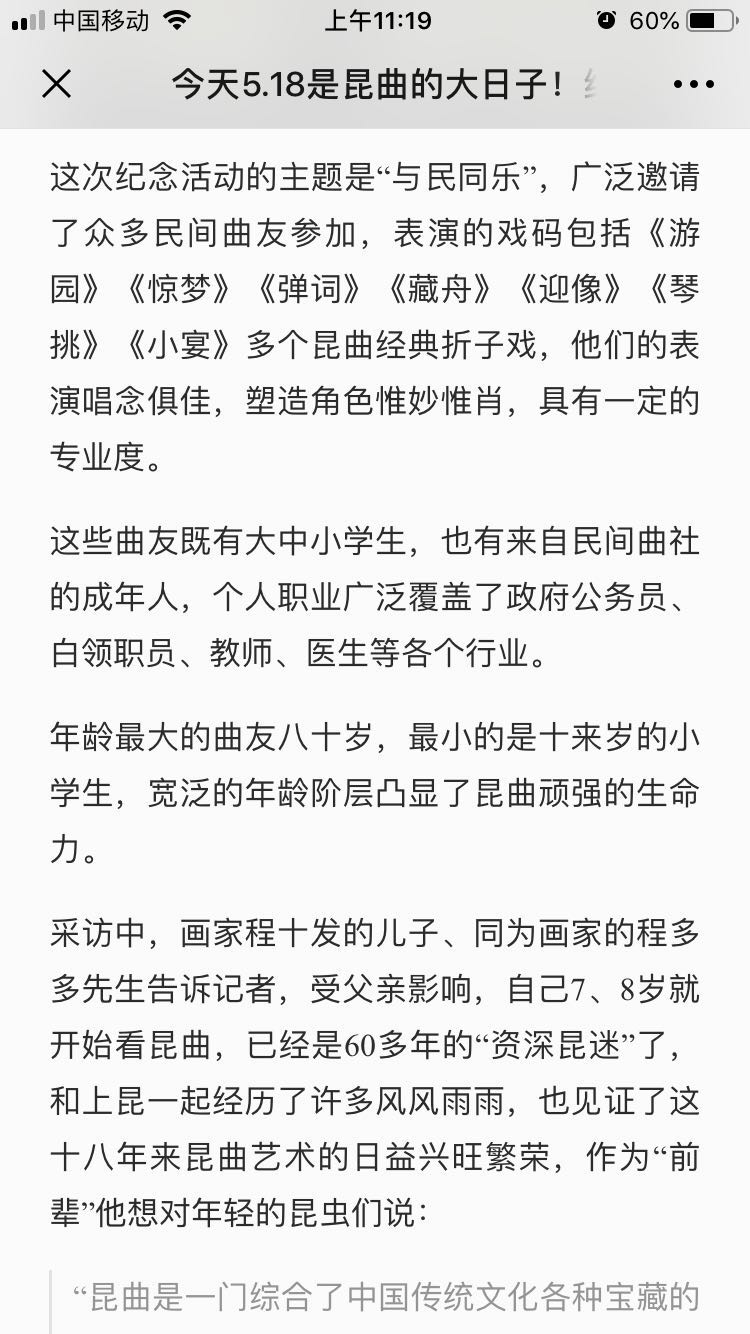 中国移动 上午11:19 60%
今天5.18是昆曲的大日子！
这次纪念活动的主题是“与民同乐”，广泛邀请
了众多民间曲友参加，表演的戏码包括《游
园》《惊梦》《弹词》《藏舟》《迎像》《琴
挑》《小宴》多个昆曲经典折子戏，他们的表
演唱念俱佳，塑造角色惟妙惟肖，具有一定的
专业度。
这些曲友既有大中小学生，也有来自民间曲社
的成年人，个人职业广泛覆盖了政府公务员、
白领职员、教师、医生等各个行业。
年龄最大的曲友八十岁，最小的是十来岁的小
学生，宽泛的年龄阶层凸显了昆曲顽强的生命
力。
采访中，画家程十发的儿子、同为画家的程多
多先生告诉记者，受父亲影响，自己7、8岁就
开始看昆曲，已经是60多年的“资深昆迷”了，
和上昆一起经历了许多风风雨雨，也见证了这
十八年来昆曲艺术的日益兴旺繁荣，作为“前
辈”他想对年轻的昆虫们说：
“昆曲是一门综合了中国传统文化各种宝藏的